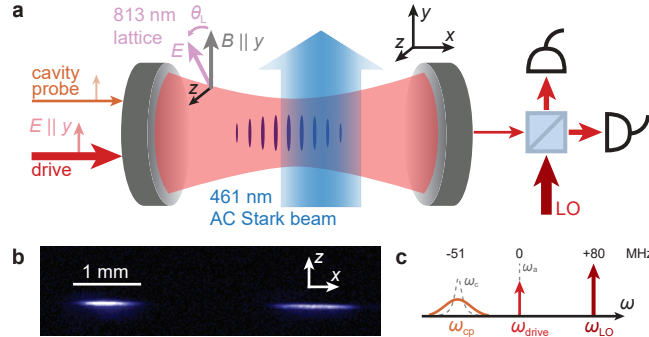 a
813 nm
lattice
θL
E
B || y
z
y
x
z
cavity
probe
E || y
drive
461 nm
AC Stark beam
LO
b
1 mm
z
x
c
-51
0
+80
MHz
ωc
ωa
ω
ωcp
ωdrive
ωLO